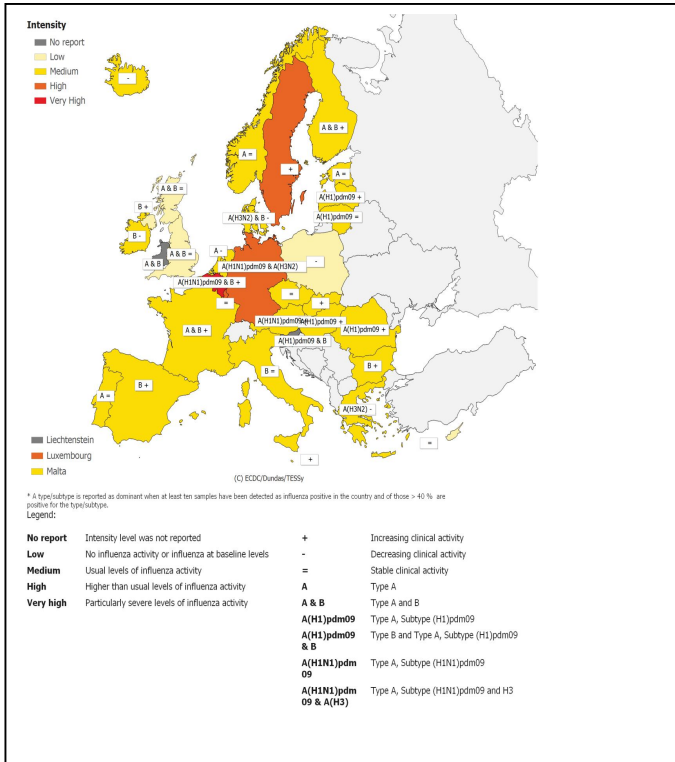 Intensity
No report
Low
Medium
High
Very High
-
A & B +
A =
+
A =
A & B =
A(H1)pdm09 +
B +
A(H3N2) & B -
A(H1)pdm09 =
B -
A & B =
A -
A & B
A(H1N1)pdm09 & A(H3N2)
-
A(H1N1)pdm09 & B +
=
=
+
A(H1N1)pdm09
A(H1)pdm09 +
A & B +
A(H1)pdm09 +
A(H1)pdm09 & B
B =
B +
B +
A =
A(H3N2) -
=
+
Liechtenstein
Luxembourg
Malta
(C) ECDC/Dundas/TESSy
* A type/subtype is reported as dominant when at least ten samples have been detected as influenza positive in the country and of those > 40 % are
positive for the type/subtype.
Legend:
No report Intensity level was not reported + Increasing clinical activity
Low No influenza activity or influenza at baseline levels - Decreasing clinical activity
Medium Usual levels of influenza activity = Stable clinical activity
High Higher than usual levels of influenza activity A Type A
Very high Particularly severe levels of influenza activity A & B Type A and B
A(H1)pdm09 Type A, Subtype (H1)pdm09
A(H1)pdm09 Type B and Type A, Subtype (H1)pdm09
& B
A(H1N1)pdm Type A, Subtype (H1N1)pdm09
09
A(H1N1)pdm Type A, Subtype (H1N1)pdm09 and H3
09 & A(H3)